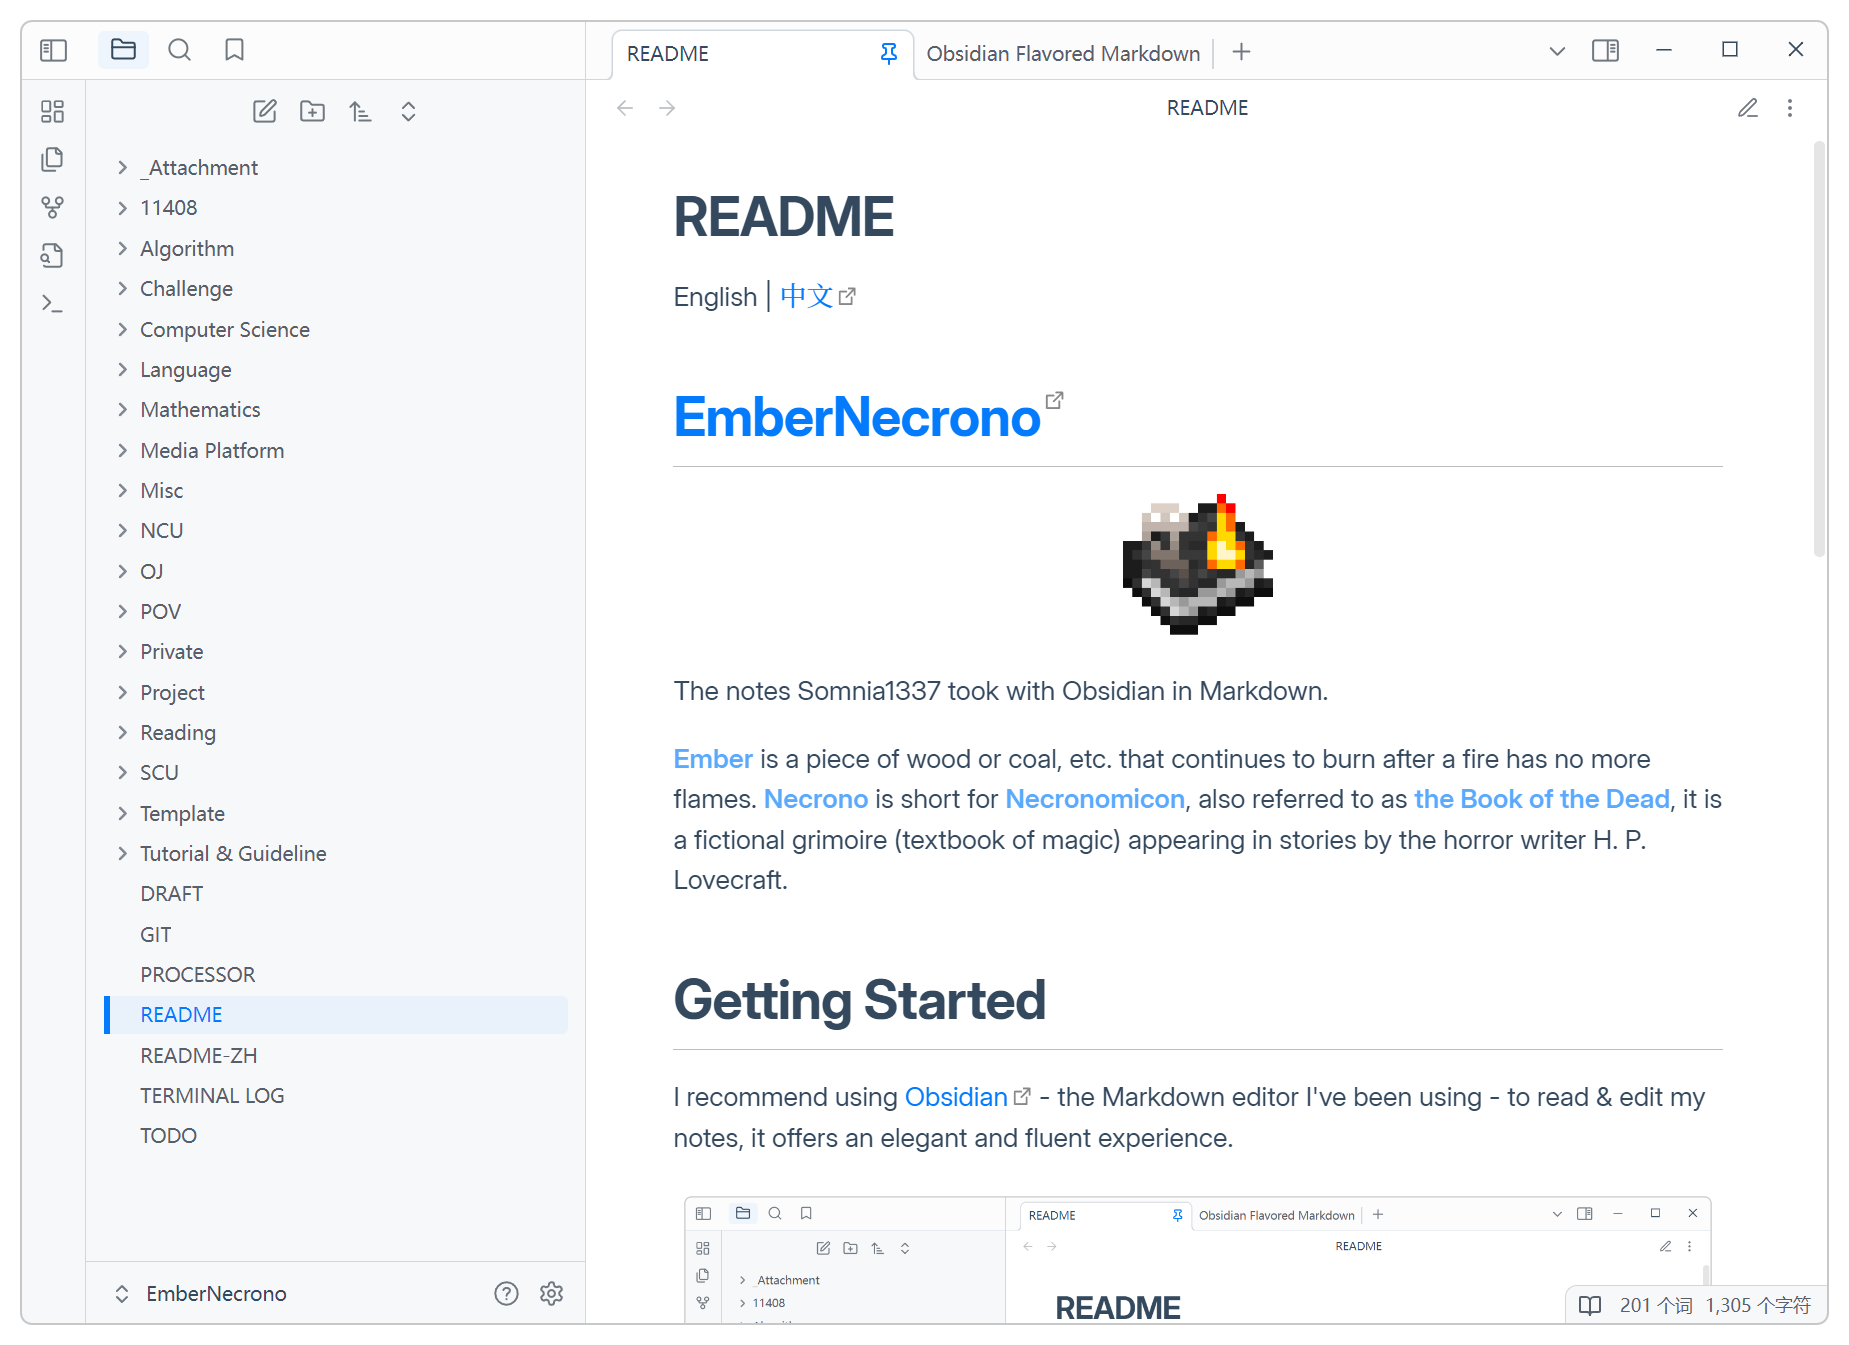 README
Obsidian Flavored Markdown
README
_Attachment
11408
Algorithm
Challenge
Computer Science
Language
Mathematics
Media Platform
Misc
NCU
OJ
POV
Private
Project
Reading
SCU
Template
Tutorial & Guideline
DRAFT
GIT
PROCESSOR
README
README-ZH
TERMINAL LOG
TODO
EmberNecrono
README
English | 中文
EmberNecrono
The notes Somnia1337 took with Obsidian in Markdown.
Ember is a piece of wood or coal, etc. that continues to burn after a fire has no more
flames. Necrono is short for Necronomicon, also referred to as the Book of the Dead, it is
a fictional grimoire (textbook of magic) appearing in stories by the horror writer H. P.
Lovecraft.
Getting Started
I recommend using Obsidian - the Markdown editor I've been using - to read & edit my
notes, it offers an elegant and fluent experience.
README
Obsidian Flavored Markdown
README
_Attachment
11408
README
201 个词 1,305 个字符